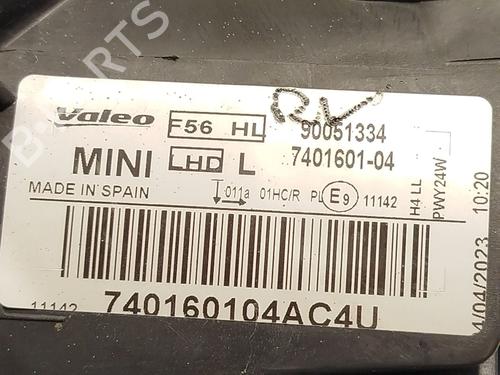 Valeo F56 HL 90051334
MINI LHD L 7401601-04
MADE IN SPAIN 011a 01HC/R PL E9 11142
H4 LL
PWY24W
4/04/2023 10:20
11142 740160104AC4U